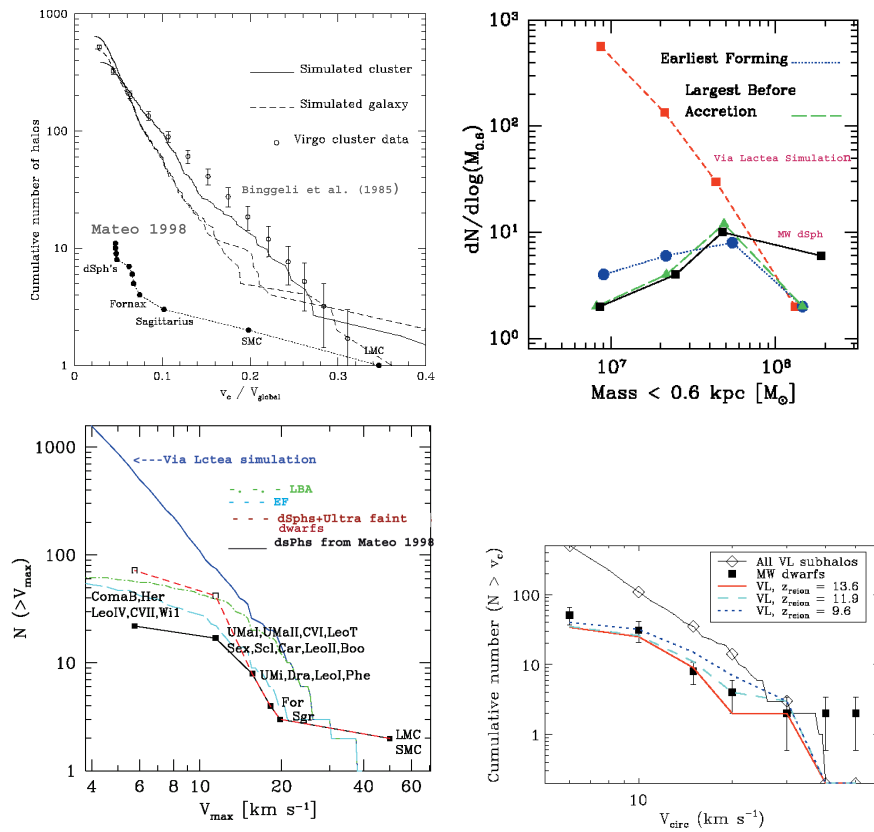 1000
100
10
1
Cumulative number of halos
Simulated cluster
Simulated galaxy
Virgo cluster data
Binggeli et al. (1985)
Mateo 1998
dSph's
Fornax
Sagittarius
SMC
LMC
0 0.1 0.2 0.3 0.4
v_c / V_global
10^3
10^2
10^1
10^0
dN/dlog(M_0.6)
Earliest Forming
Largest Before
Accretion
Via Lactea Simulation
MW dSph
10^7 10^8
Mass < 0.6 kpc [M_☉]
1000
100
10
1
N (>V_max)
<---Via Lctea simulation
LBA
EF
dSphs+Ultra faint
dwarfs
dsPhs from Mateo 1998
ComaB,Her
LeoIV,CVII,Wi1
UMaI,UMaII,CVI,LeoT
Sex,Scl,Car,LeoII,Boo
UMi,Dra,LeoI,Phe
For
Sgr
LMC
SMC
4 6 8 10 20 40 60
V_max [km s⁻¹]
100
10
1
Cumulative number (N > v_c)
All VL subhalos
MW dwarfs
VL, z_reion = 13.6
VL, z_reion = 11.9
VL, z_reion = 9.6
10
V_circ (km s⁻¹)